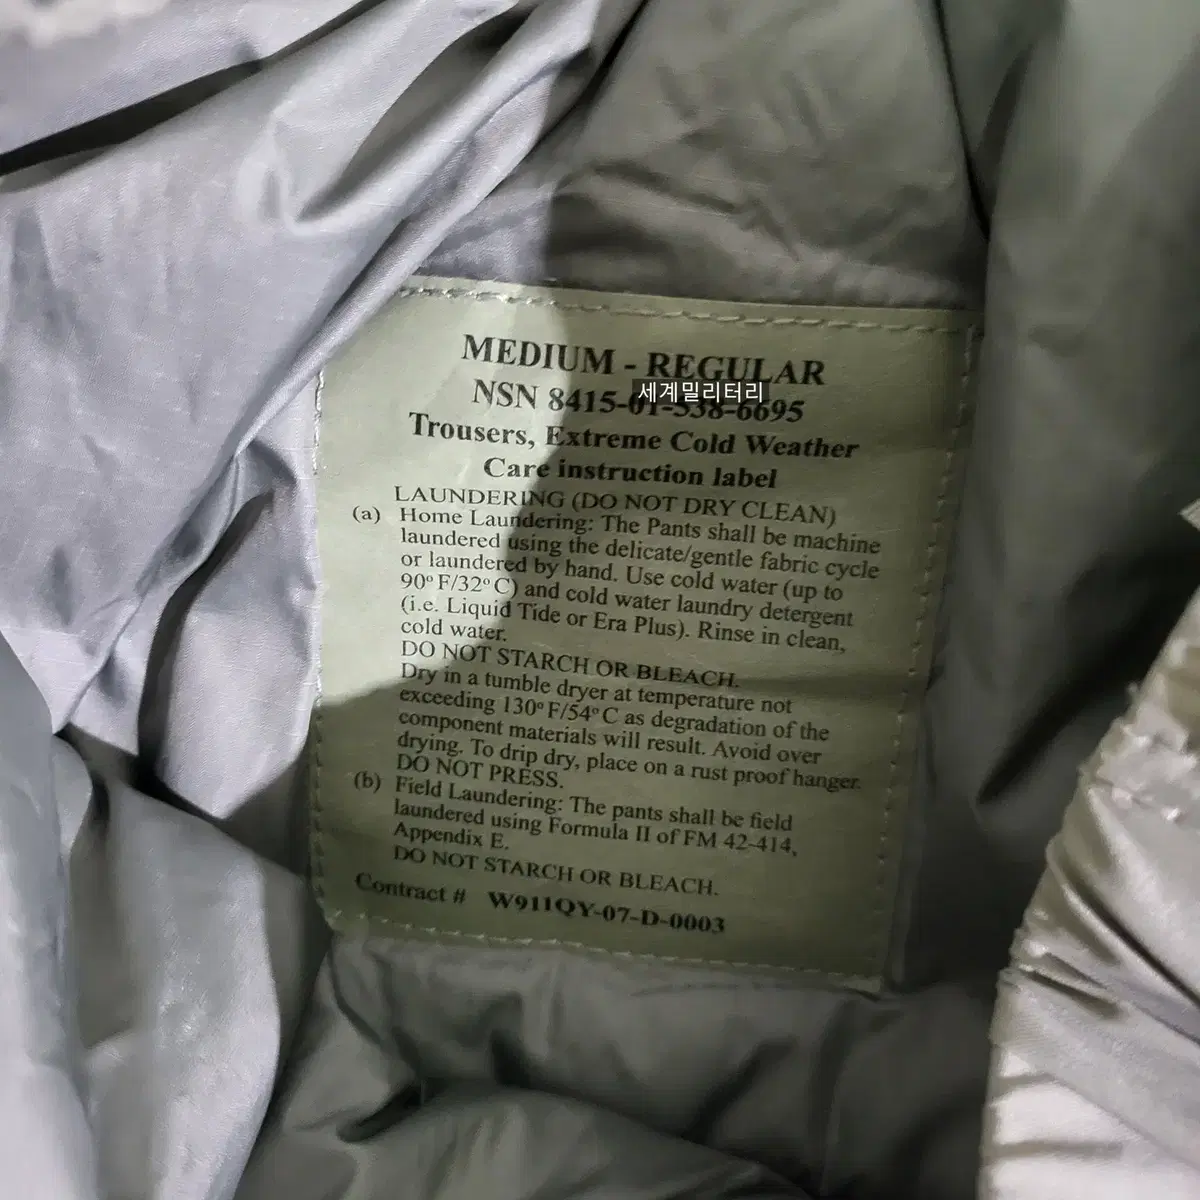 MEDIUM - REGULAR
NSN 8415-01-538-6695
세계밀리터리
Trousers, Extreme Cold Weather
Care instruction label
LAUNDERING (DO NOT DRY CLEAN)
(a) Home Laundering: The Pants shall be machine
laundered using the delicate/gentle fabric cycle
or laundered by hand. Use cold water (up to
90° F/32° C) and cold water laundry detergent
(i.e. Liquid Tide or Era Plus). Rinse in clean,
cold water.
DO NOT STARCH OR BLEACH.
Dry in a tumble dryer at temperature not
exceeding 130° F/54° C as degradation of the
component materials will result. Avoid over
drying. To drip dry, place on a rust proof hanger.
DO NOT PRESS.
(b) Field Laundering: The pants shall be field
laundered using Formula II of FM 42-414,
Appendix E.
DO NOT STARCH OR BLEACH.
Contract # W911QY-07-D-0003